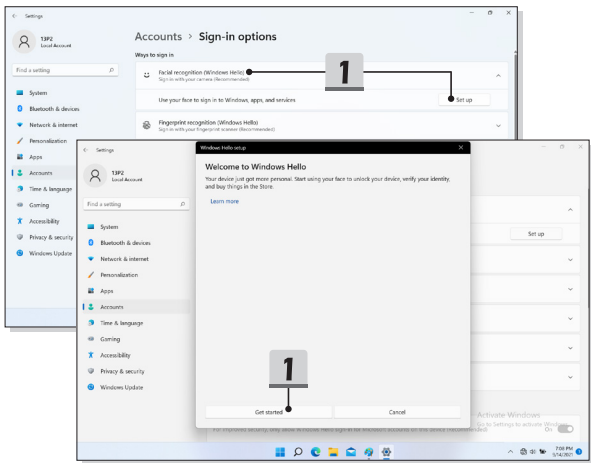 Settings
13P2
Local Account
Find a setting
System
Bluetooth & devices
Network & internet
Personalization
Apps
Accounts
Time & language
Gaming
Accessibility
Privacy & security
Windows Update
Accounts > Sign-in options
Ways to sign in
Facial recognition (Windows Hello)
Sign in with your camera (Recommended)
1
Use your face to sign in to Windows, apps, and services
Set up
Fingerprint recognition (Windows Hello)
Sign in with your fingerprint scanner (Recommended)
Settings
13P2
Local Account
Find a setting
System
Bluetooth & devices
Network & internet
Personalization
Apps
Accounts
Time & language
Gaming
Accessibility
Privacy & security
Windows Update
Windows Hello setup
Welcome to Windows Hello
Your device just got more personal. Start using your face to unlock your device, verify your identity,
and buy things in the Store.
Learn more
1
Get started
Cancel
Set up
Activate Windows
Go to Settings to activate Windows.
On
7:03 PM